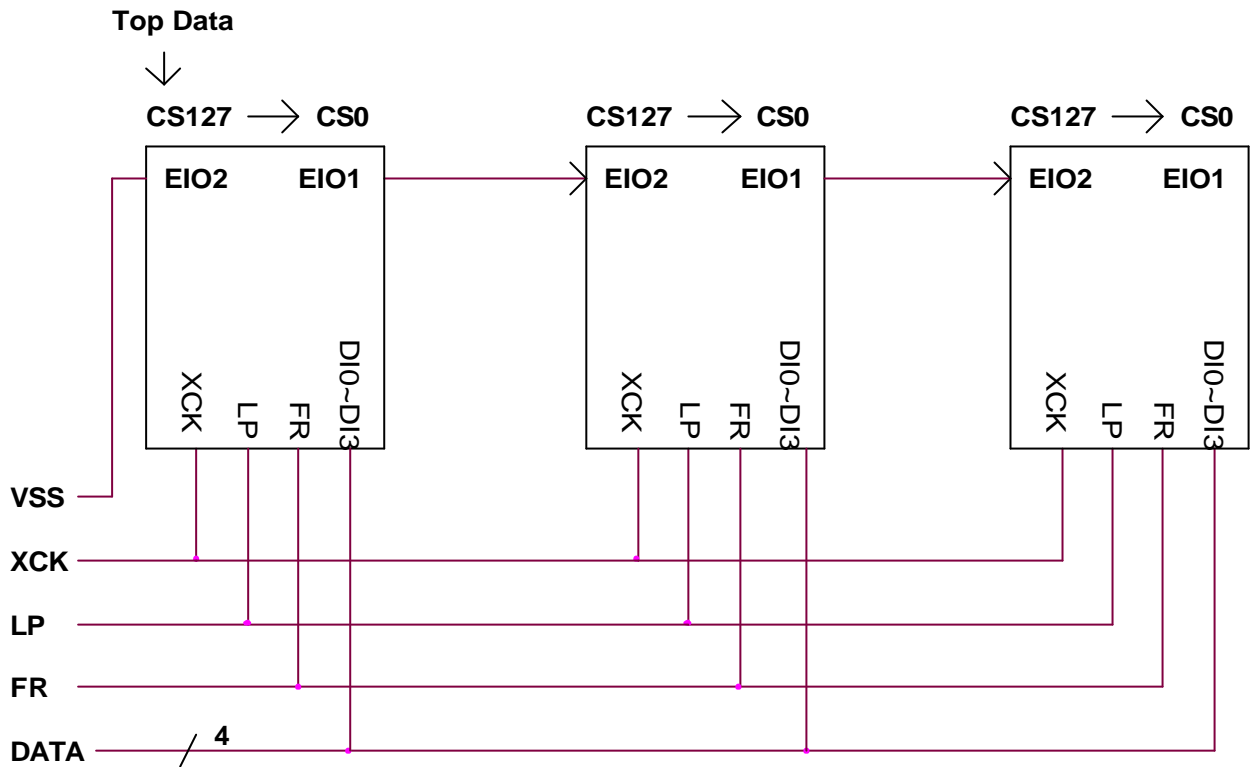 Top Data
CS127 CS0
CS127 CS0
CS127 CS0
EIO2 EIO1
EIO2 EIO1
EIO2 EIO1
XCK LP FR DI0~DI3
XCK LP FR DI0~DI3
XCK LP FR DI0~DI3
VSS
XCK
LP
FR
DATA
4